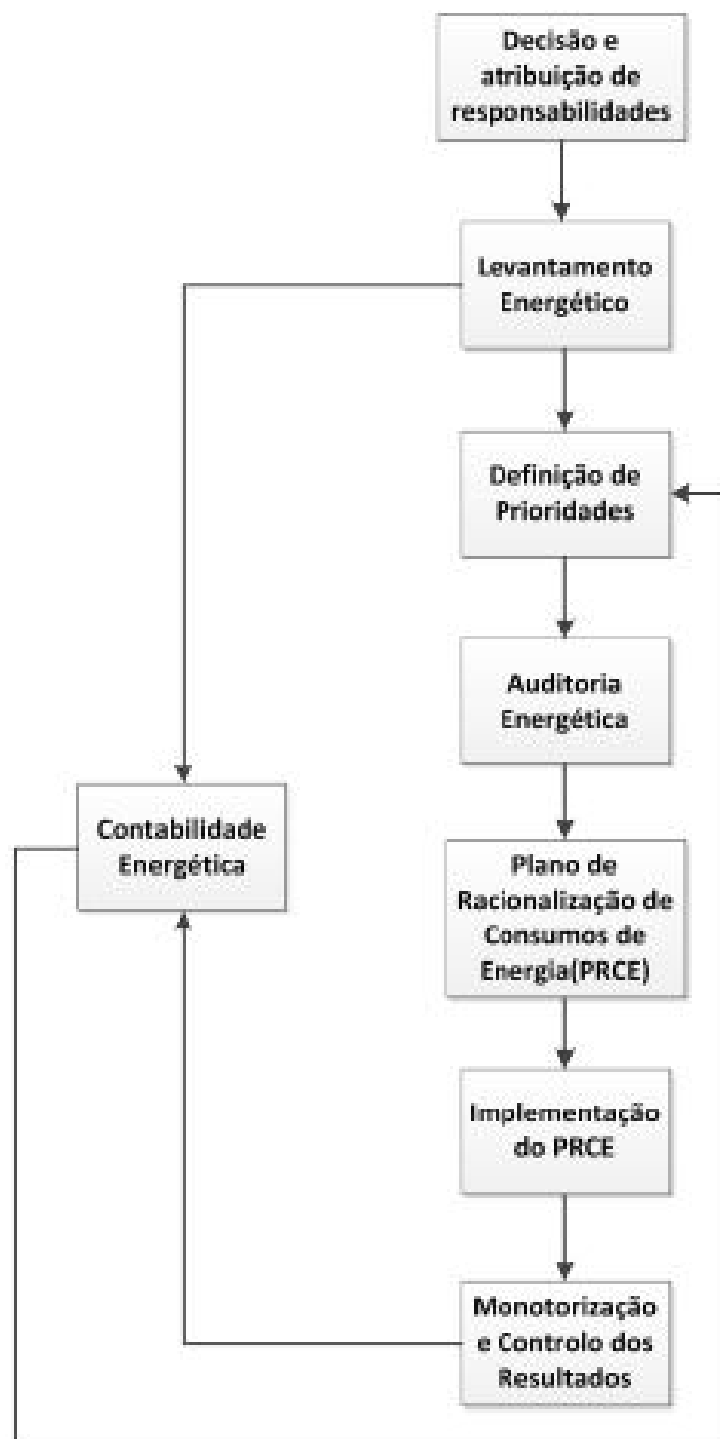 Decisão e
atribuição de
responsabilidades
Levantamento
Energético
Definição de
Prioridades
Auditoria
Energética
Contabilidade
Energética
Plano de
Racionalização de
Consumos de
Energia(PRCE)
Implementação
do PRCE
Monotorização
e Controlo dos
Resultados